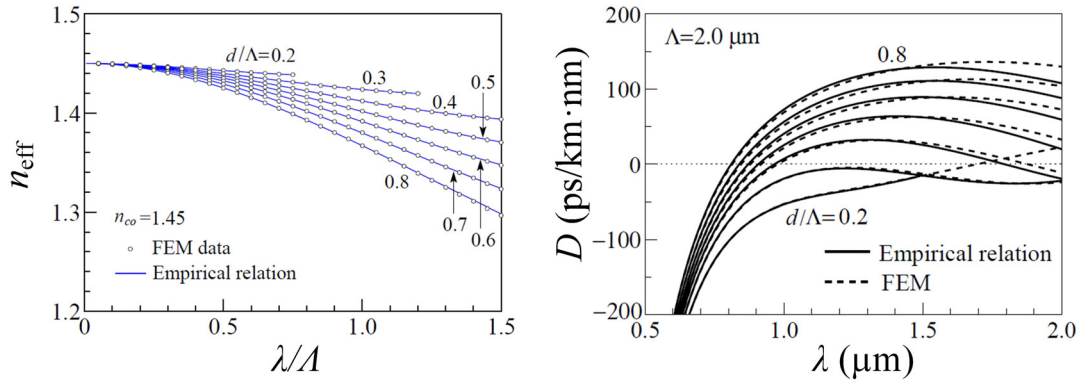 1.5
1.4
1.3
1.2
n_eff
d/Λ=0.2
0.3
0.4
0.5
0.8
0.7
0.6
n_co=1.45
FEM data
Empirical relation
0
0.5
1.0
1.5
λ/Λ
200
100
0
−100
−200
D (ps/km·nm)
Λ=2.0 μm
0.8
d/Λ=0.2
Empirical relation
FEM
0.5
1.0
1.5
2.0
λ (μm)